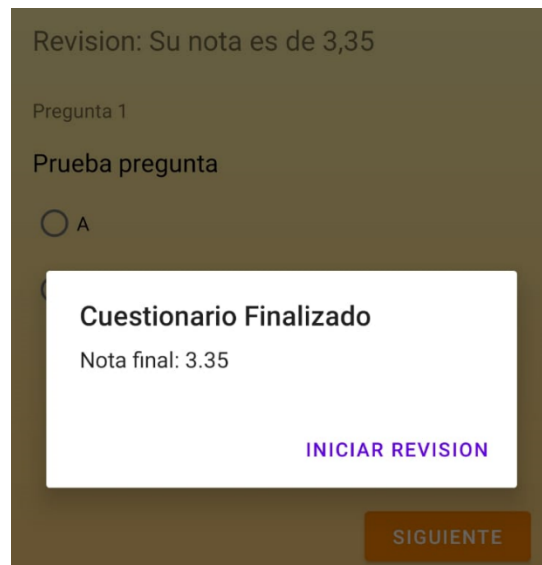 Revision: Su nota es de 3,35
Pregunta 1
Prueba pregunta
A
Cuestionario Finalizado
Nota final: 3.35
INICIAR REVISION
SIGUIENTE